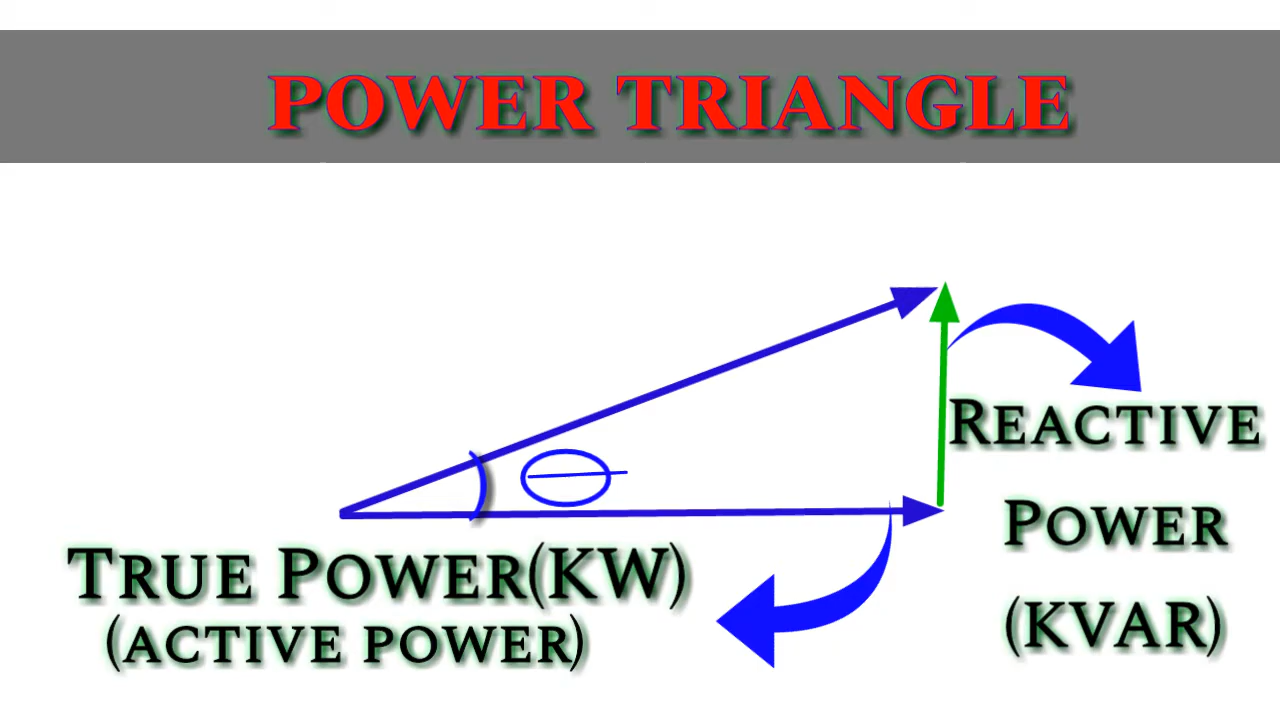 POWER TRIANGLE
θ
REACTIVE
POWER
(KVAR)
TRUE POWER(KW)
(ACTIVE POWER)